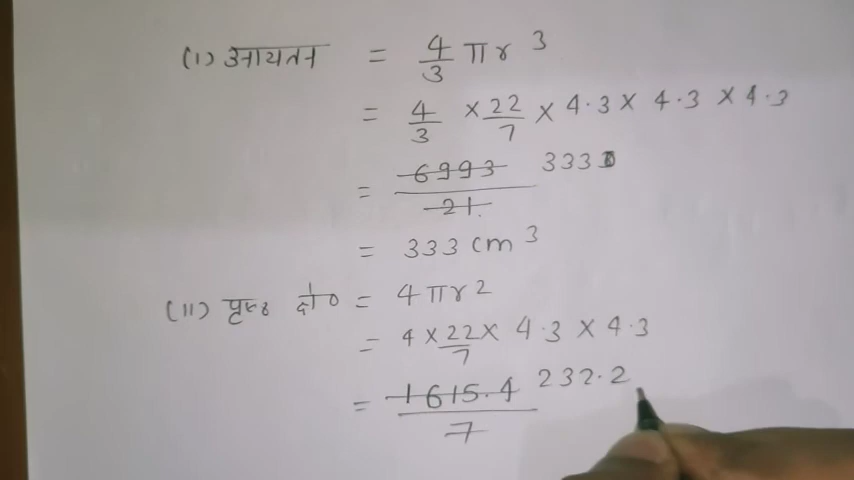 (I) आयतन = 4/3 πr³
= 4/3 × 22/7 × 4.3 × 4.3 × 4.3
= 6993/21. 333
= 333 cm³
(II) पृष्ठ क्षे० = 4πr²
= 4 × 22/7 × 4.3 × 4.3
= 1615.4/7 232.2